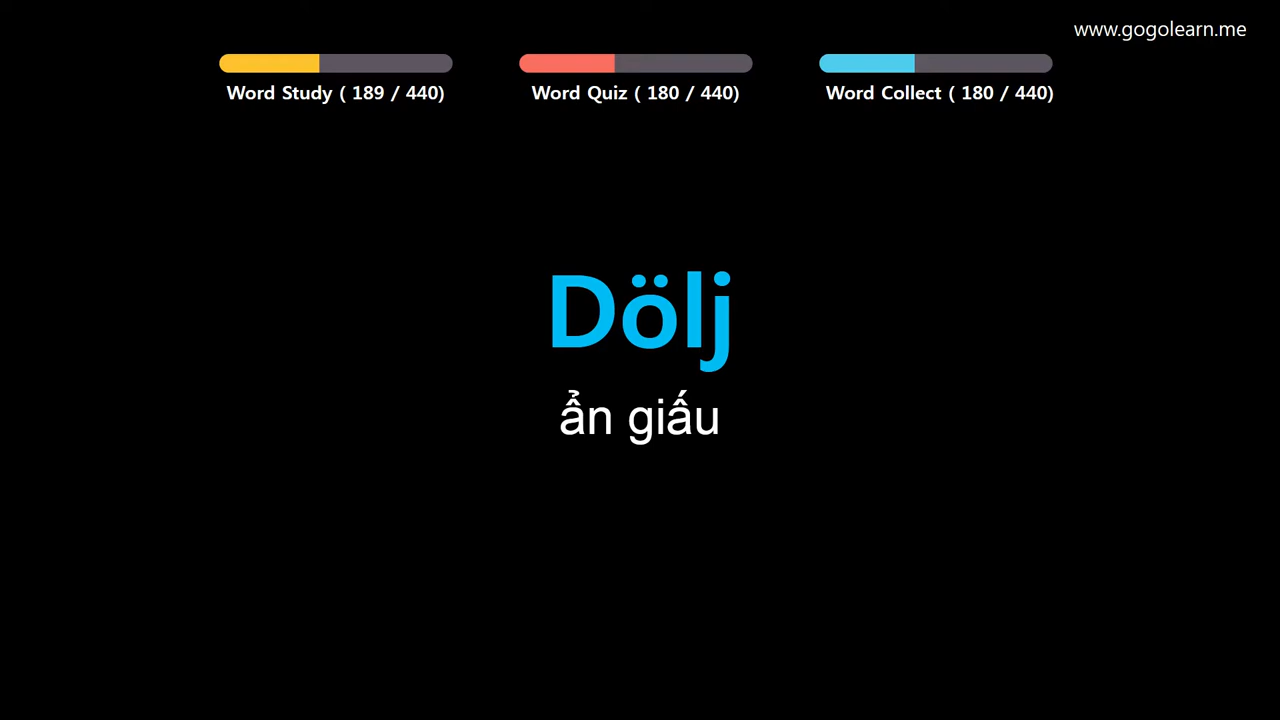 www.gogolearn.me
Word Study ( 189 / 440)
Word Quiz ( 180 / 440)
Word Collect ( 180 / 440)
Dölj
ẩn giấu